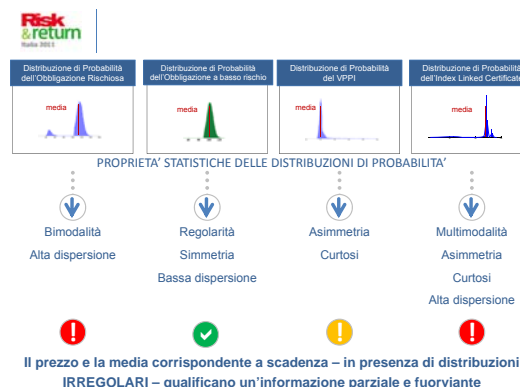 Risk
&return
Italia 2011
Distribuzione di Probabilità
dell'Obbligazione Rischiosa
Distribuzione di Probabilità
dell'Obbligazione a basso rischio
Distribuzione di Probabilità
del VPPI
Distribuzione di Probabilità
dell'Index Linked Certificate
media
media
media
media
PROPRIETA' STATISTICHE DELLE DISTRIBUZIONI DI PROBABILITA'
Bimodalità
Alta dispersione
Regolarità
Simmetria
Bassa dispersione
Asimmetria
Curtosi
Multimodalità
Asimmetria
Curtosi
Alta dispersione
Il prezzo e la media corrispondente a scadenza – in presenza di distribuzioni
IRREGOLARI – qualificano un'informazione parziale e fuorviante